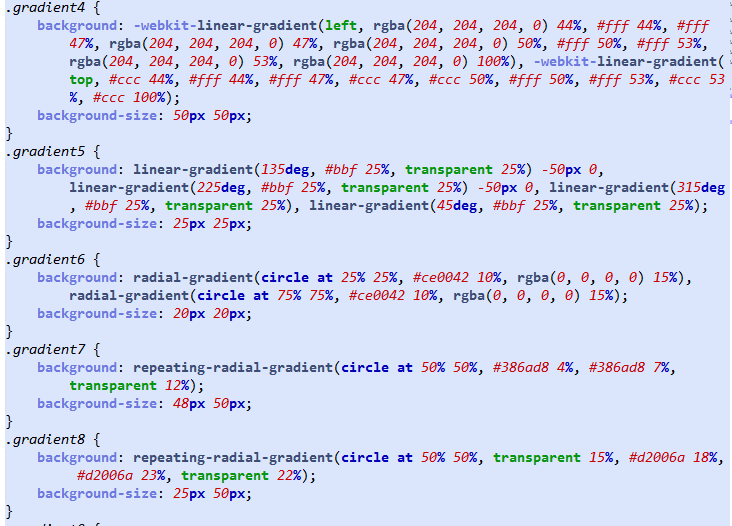 .gradient4 {
background: -webkit-linear-gradient(left, rgba(204, 204, 204, 0) 44%, #fff 44%, #fff
47%, rgba(204, 204, 204, 0) 47%, rgba(204, 204, 204, 0) 50%, #fff 50%, #fff 53%,
rgba(204, 204, 204, 0) 53%, rgba(204, 204, 204, 0) 100%), -webkit-linear-gradient(
top, #ccc 44%, #fff 44%, #fff 47%, #ccc 47%, #ccc 50%, #fff 50%, #fff 53%, #ccc 53
%, #ccc 100%);
background-size: 50px 50px;
}
.gradient5 {
background: linear-gradient(135deg, #bbf 25%, transparent 25%) -50px 0,
linear-gradient(225deg, #bbf 25%, transparent 25%) -50px 0, linear-gradient(315deg
, #bbf 25%, transparent 25%), linear-gradient(45deg, #bbf 25%, transparent 25%);
background-size: 25px 25px;
}
.gradient6 {
background: radial-gradient(circle at 25% 25%, #ce0042 10%, rgba(0, 0, 0, 0) 15%),
radial-gradient(circle at 75% 75%, #ce0042 10%, rgba(0, 0, 0, 0) 15%);
background-size: 20px 20px;
}
.gradient7 {
background: repeating-radial-gradient(circle at 50% 50%, #386ad8 4%, #386ad8 7%,
transparent 12%);
background-size: 48px 50px;
}
.gradient8 {
background: repeating-radial-gradient(circle at 50% 50%, transparent 15%, #d2006a 18%,
#d2006a 23%, transparent 22%);
background-size: 25px 50px;
}